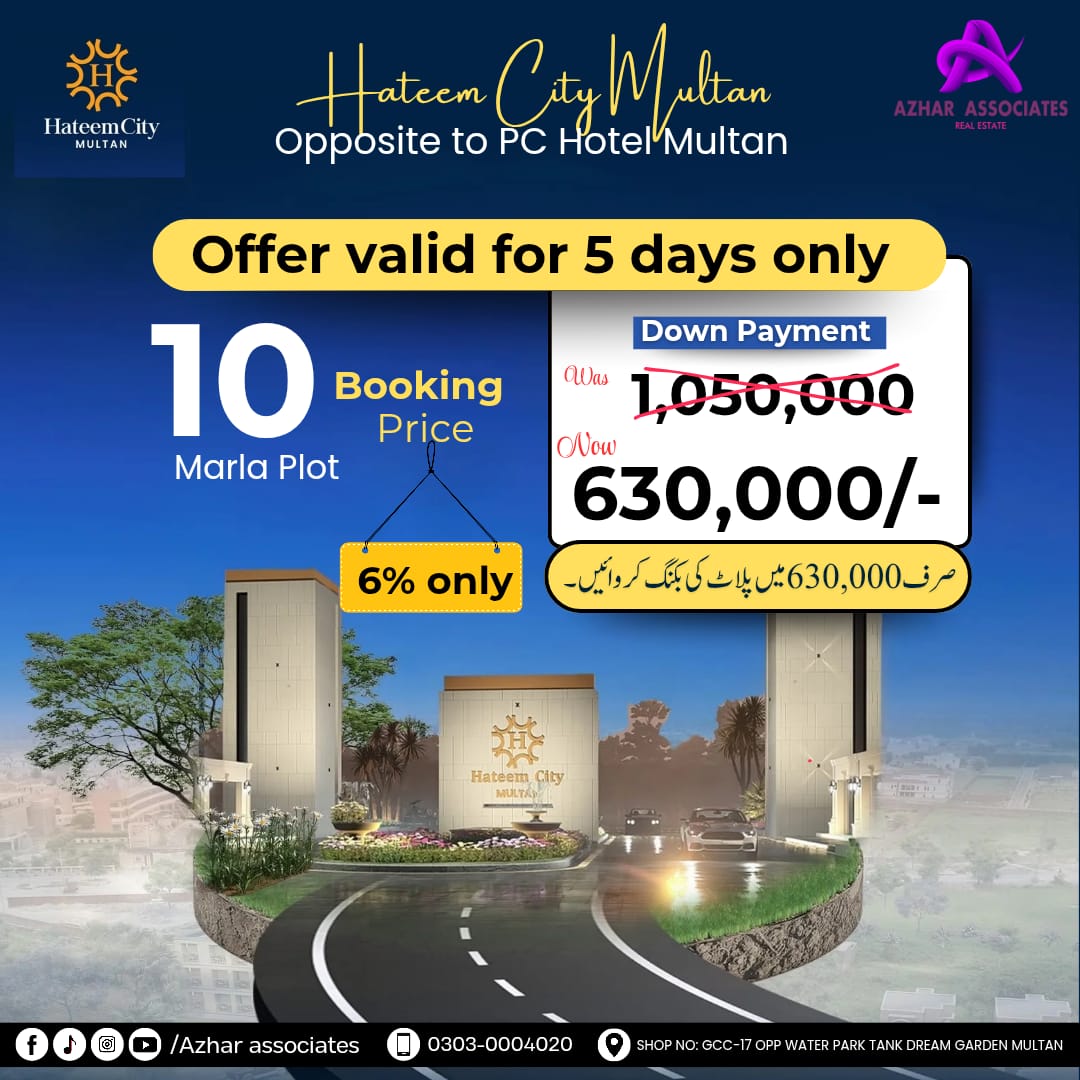 HateemCity
MULTAN
Hateem City Multan
Opposite to PC Hotel Multan
AZHAR ASSOCIATES
REAL ESTATE
Offer valid for 5 days only
10
Marla Plot
Booking
Price
6% only
Down Payment
Was 1,050,000
Now
630,000/-
صرف 630,000 میں پلاٹ کی بکنگ کروائیں۔
Hateem City
MULTAN
/Azhar associates
0303-0004020
SHOP NO: GCC-17 OPP WATER PARK TANK DREAM GARDEN MULTAN